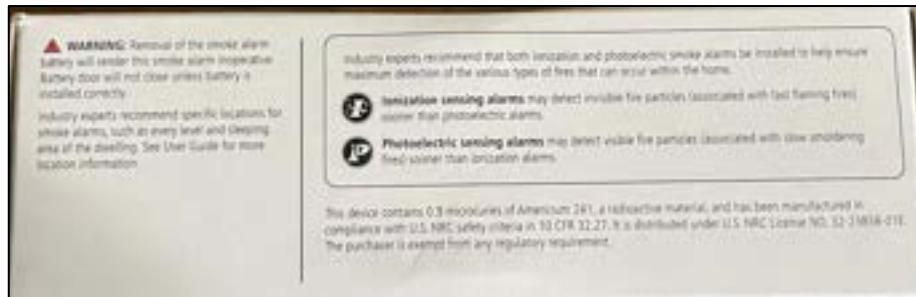 WARNING: Removal of the smoke alarm
battery will render this smoke alarm inoperative.
Battery door will not close unless battery is
installed correctly.
Industry experts recommend specific locations for
smoke alarms, such as every level and sleeping
area of the dwelling. See User Guide for more
location information.
Industry experts recommend that both ionization and photoelectric smoke alarms be installed to help ensure
maximum detection of the various types of fires that can occur within the home.
Ionization sensing alarms may detect invisible fire particles (associated with fast flaming fires)
sooner than photoelectric alarms.
Photoelectric sensing alarms may detect visible fire particles (associated with slow smoldering
fires) sooner than ionization alarms.
This device contains 0.9 microcuries of Americium 241, a radioactive material, and has been manufactured in
compliance with U.S. NRC safety criteria in 10 CFR 32.27. It is distributed under U.S. NRC License NO.
The purchaser is exempt from any regulatory requirement.